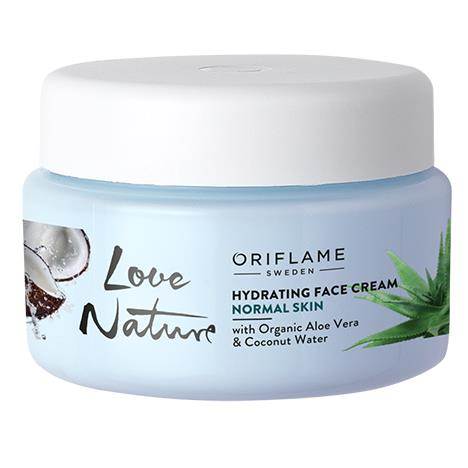 Love
Nature
ORIFLAME
SWEDEN
HYDRATING FACE CREAM
NORMAL SKIN
with Organic Aloe Vera
& Coconut Water